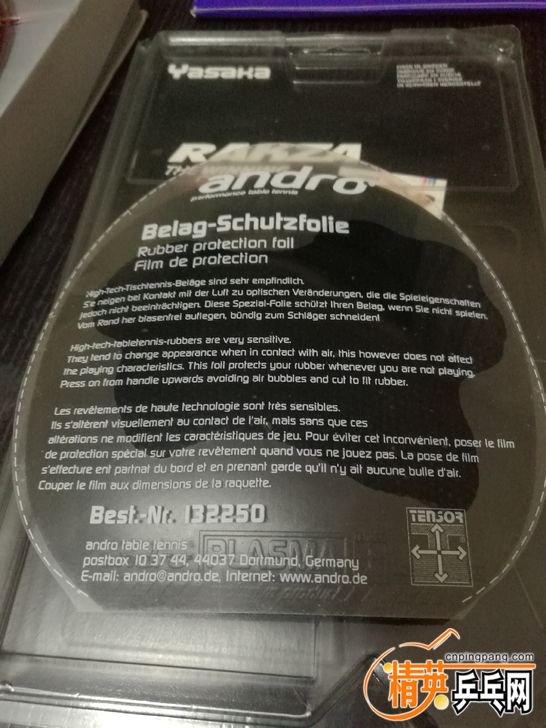 Yasaka
RAKZA
andro
performance table tennis
Belag-Schutzfolie
Rubber protection foil
Film de protection
High-Tech-Tischtennis-Beläge sind sehr empfindlich.
Sie neigen bei Kontakt mit der Luft zu optischen Veränderungen, die die Spieleigenschaften
jedoch nicht beeinträchtigen. Diese Spezial-Folie schützt Ihren Belag, wenn Sie nicht spielen.
Vom Rand her blasenfrei auflegen, bündig zum Schläger schneiden!
High-tech-tabletennis-rubbers are very sensitive.
They tend to change appearance when in contact with air, this however does not affect
the playing characteristics. This foil protects your rubber whenever you are not playing.
Press on from handle upwards avoiding air bubbles and cut to fit rubber.
Les revêtements de haute technologie sont très sensibles.
Ils s'altèrent visuellement au contact de l'air, mais sans que ces
altérations ne modifient les caractéristiques de jeu. Pour éviter cet inconvénient, poser le film
de protection spécial sur votre revêtement quand vous ne jouez pas. La pose de film
s'effecture ent partnat du bord et en prenant garde qu'il n'y ait aucune bulle d'air.
Couper le film aux dimensions de la raquette.
Best.-Nr. 132250
TENSOR
andro table tennis
postbox 10 37 44, 44037 Dortmund, Germany
E-mail: andro@andro.de, Internet: www.andro.de
cnpingpang.com
精英乒乓网